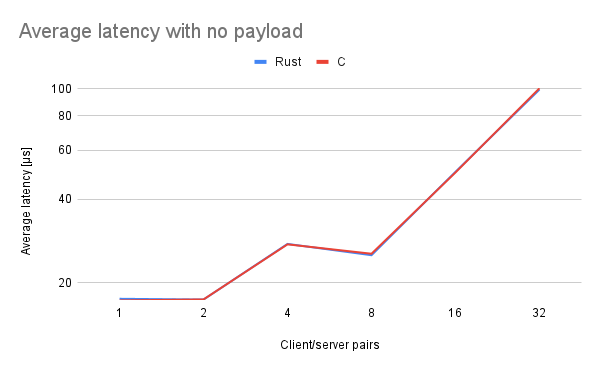 Average latency with no payload
Rust
C
100
80
60
40
20
Average latency [µs]
1
2
4
8
16
32
Client/server pairs